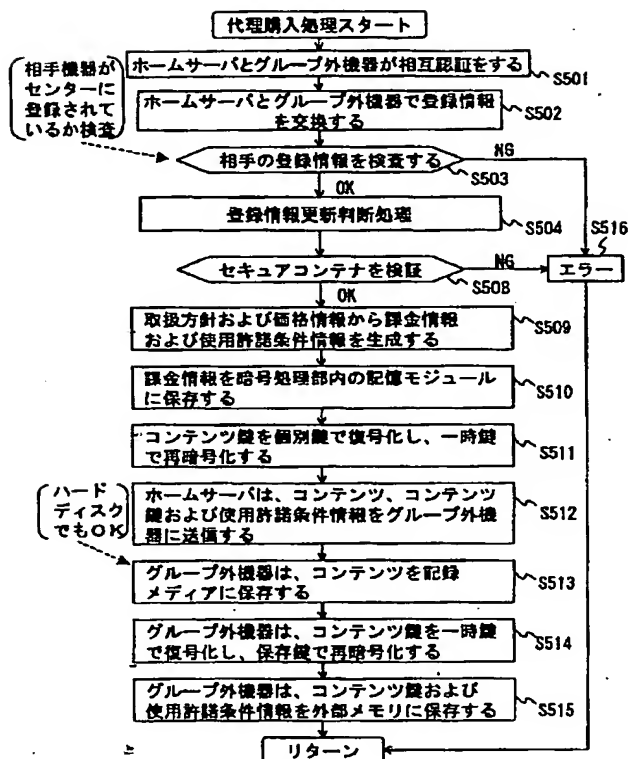 代理購入処理スタート
相手機器が
センターに
登録されて
いるか検査
ホームサーバとグループ外機器が相互認証をする
S501
ホームサーバとグループ外機器で登録情報
を交換する
S502
相手の登録情報を検査する
NG
S503
OK
登録情報更新判断処理
S504
S516
セキュアコンテナを検証
NG
エラー
S508
OK
取扱方針および価格情報から課金情報
および使用許諾条件情報を生成する
S509
課金情報を暗号処理部内の記憶モジュール
に保存する
S510
コンテンツ鍵を個別鍵で復号化し、一時鍵
で再暗号化する
S511
ハード
ディスク
でもOK
ホームサーバは、コンテンツ、コンテンツ
鍵および使用許諾条件情報をグループ外機
器に送信する
S512
グループ外機器は、コンテンツを記録
メディアに保存する
S513
グループ外機器は、コンテンツ鍵を一時鍵
で復号化し、保存鍵で再暗号化する
S514
グループ外機器は、コンテンツ鍵および
使用許諾条件情報を外部メモリに保存する
S515
リターン